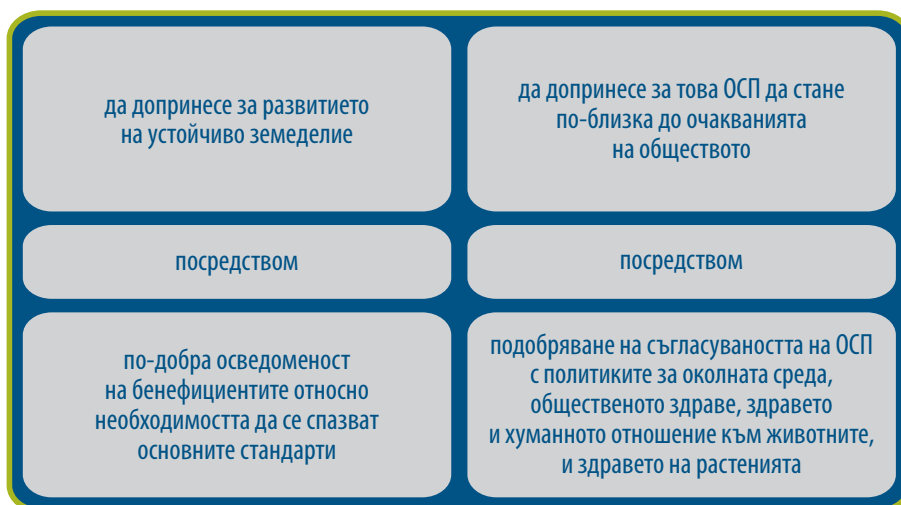 да допринесе за развитието
на устойчиво земеделие
да допринесе за това ОСП да стане
по-близка до очакванията
на обществото
посредством
посредством
по-добра осведоменост
на бенефициентите относно
необходимостта да се спазват
основните стандарти
подобряване на съгласуваността на ОСП
с политиките за околната среда,
общественото здраве, здравето
и хуманното отношение към животните,
и здравето на растенията